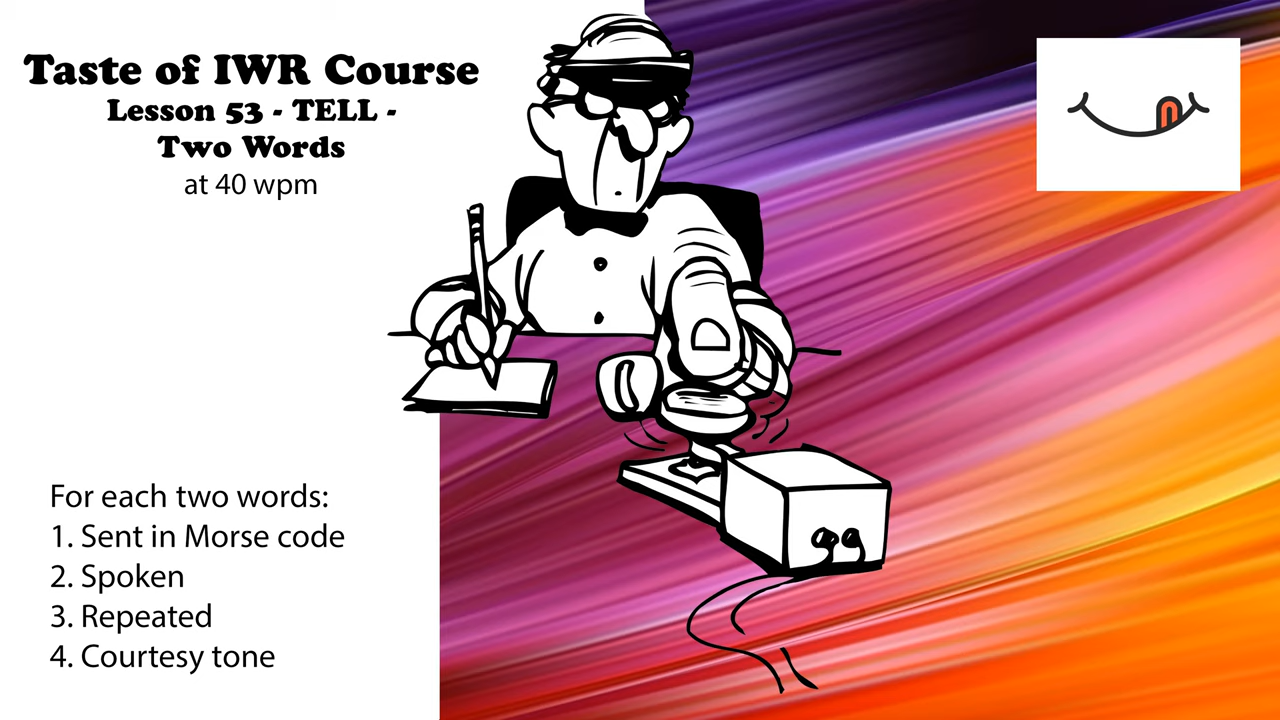 Taste of IWR Course
Lesson 53 - TELL -
Two Words
at 40 wpm
For each two words:
1. Sent in Morse code
2. Spoken
3. Repeated
4. Courtesy tone